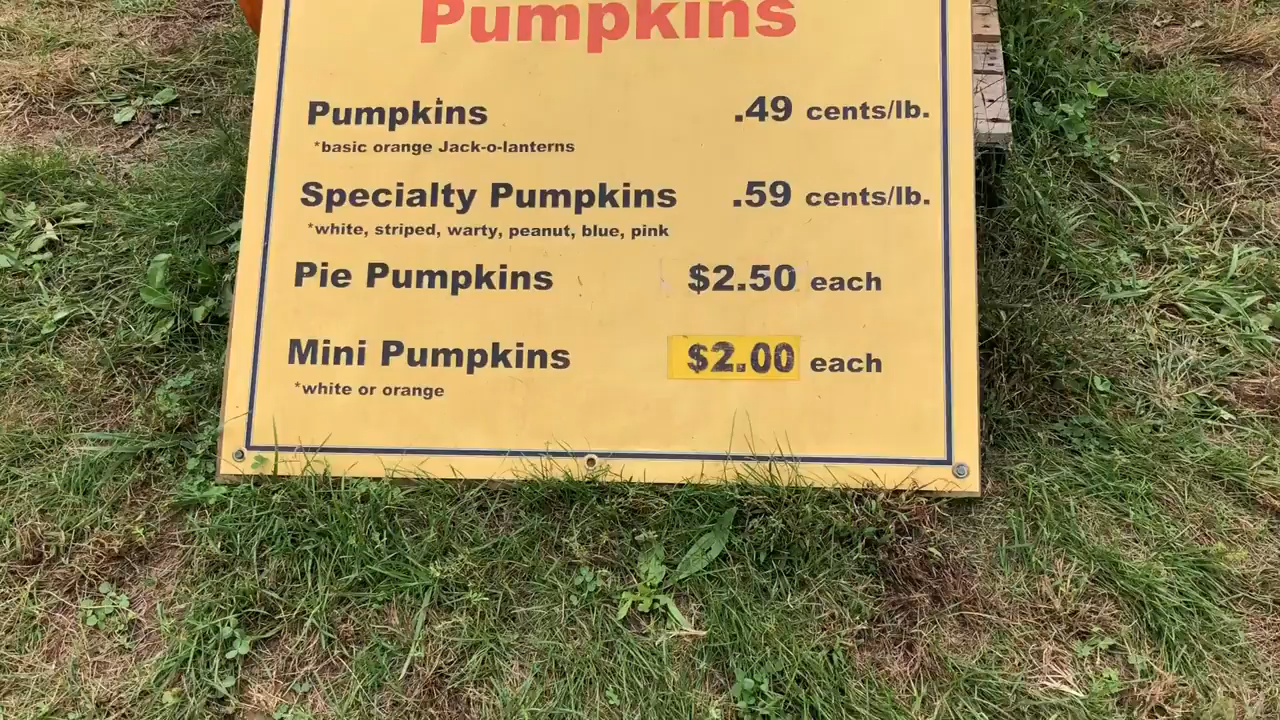 Pumpkins
Pumpkins .49 cents/lb.
*basic orange Jack-o-lanterns
Specialty Pumpkins .59 cents/lb.
*white, striped, warty, peanut, blue, pink
Pie Pumpkins $2.50 each
Mini Pumpkins $2.00 each
*white or orange